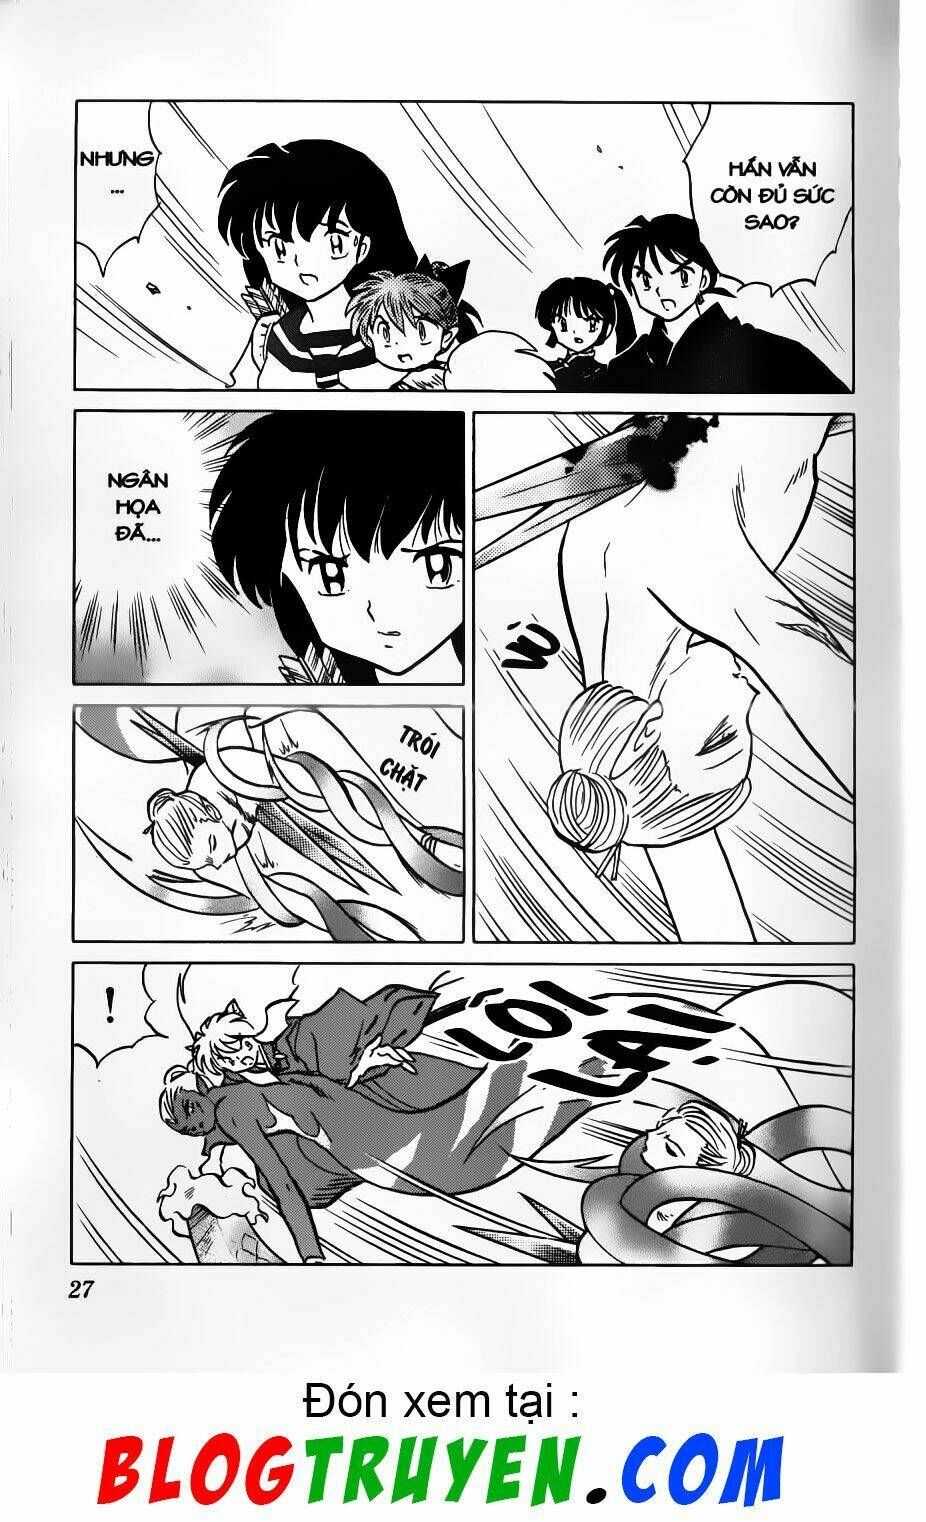 HẮN VẪN
CÒN ĐỦ SỨC
SAO?
NHƯNG
...
VÙ
NGÂN
HỌA
ĐÃ...
TRÓI
CHẶT
LÔI
LẠI
!
27
Đón xem tại :
BLOGTRUYEN.COM